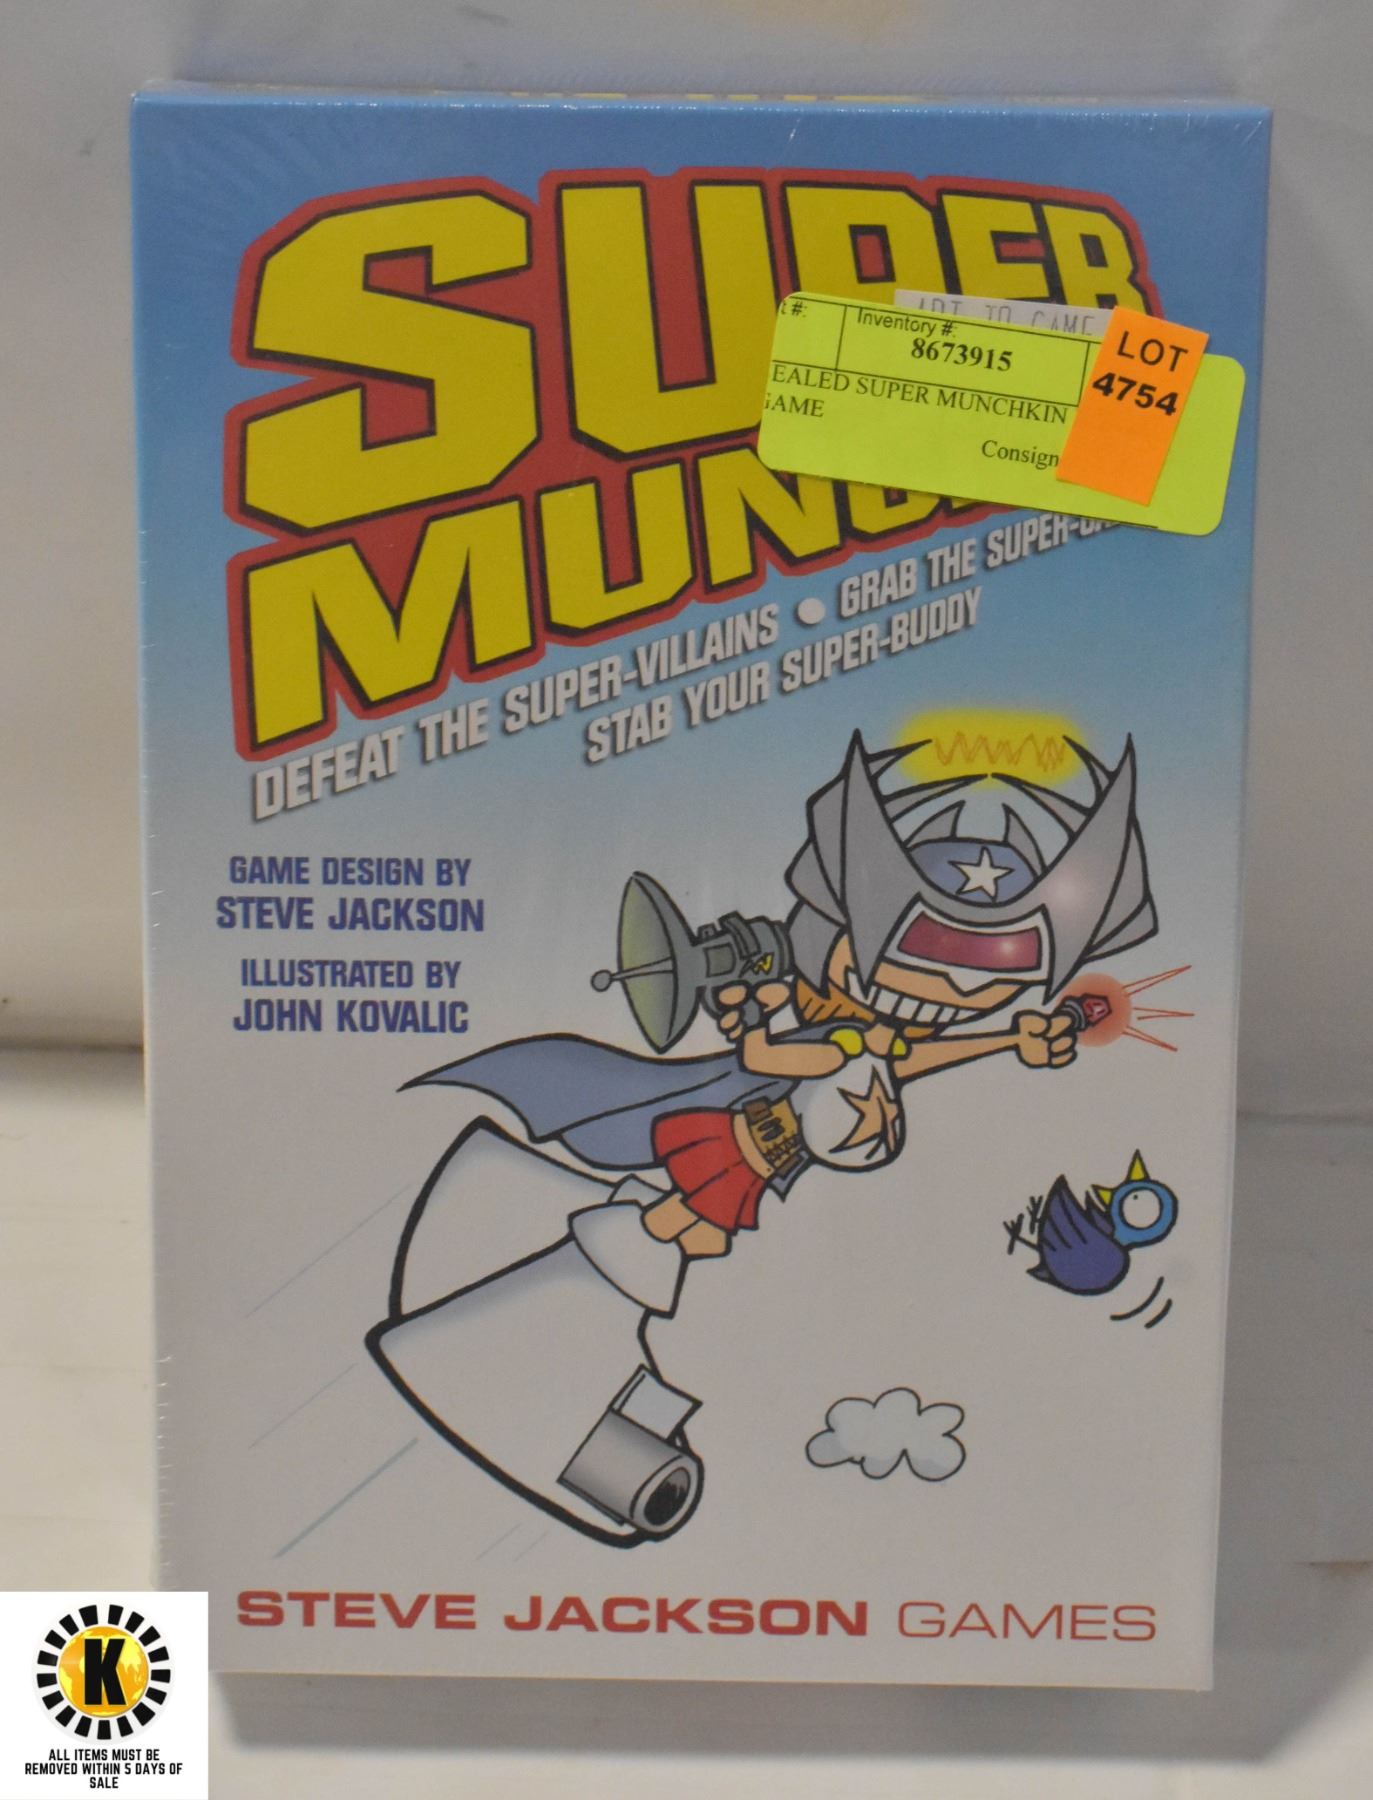 SUPER
MUNC
DEFEAT THE SUPER-VILLAINS • GRAB THE
STAB YOUR SUPER-BUDDY
t #:
Inventory #:
8673915
EALED SUPER MUNCHKIN
GAME
Consign
LOT
4754
GAME DESIGN BY
STEVE JACKSON
ILLUSTRATED BY
JOHN KOVALIC
STEVE JACKSON GAMES
K
ALL ITEMS MUST BE
REMOVED WITHIN 5 DAYS OF
SALE